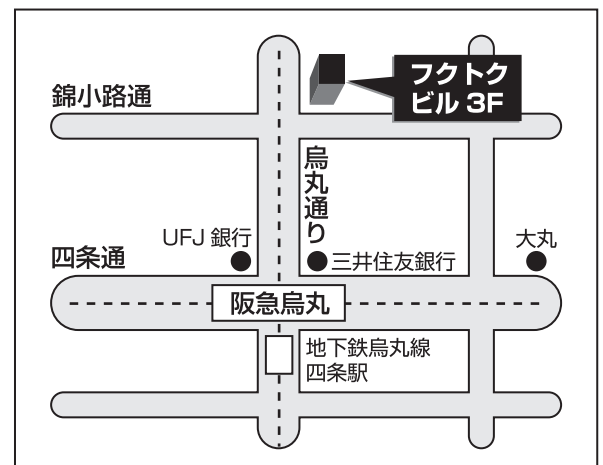 フクトク
ビル 3F
錦小路通
烏丸通り
UFJ 銀行
大丸
四条通
三井住友銀行
阪急烏丸
地下鉄烏丸線
四条駅